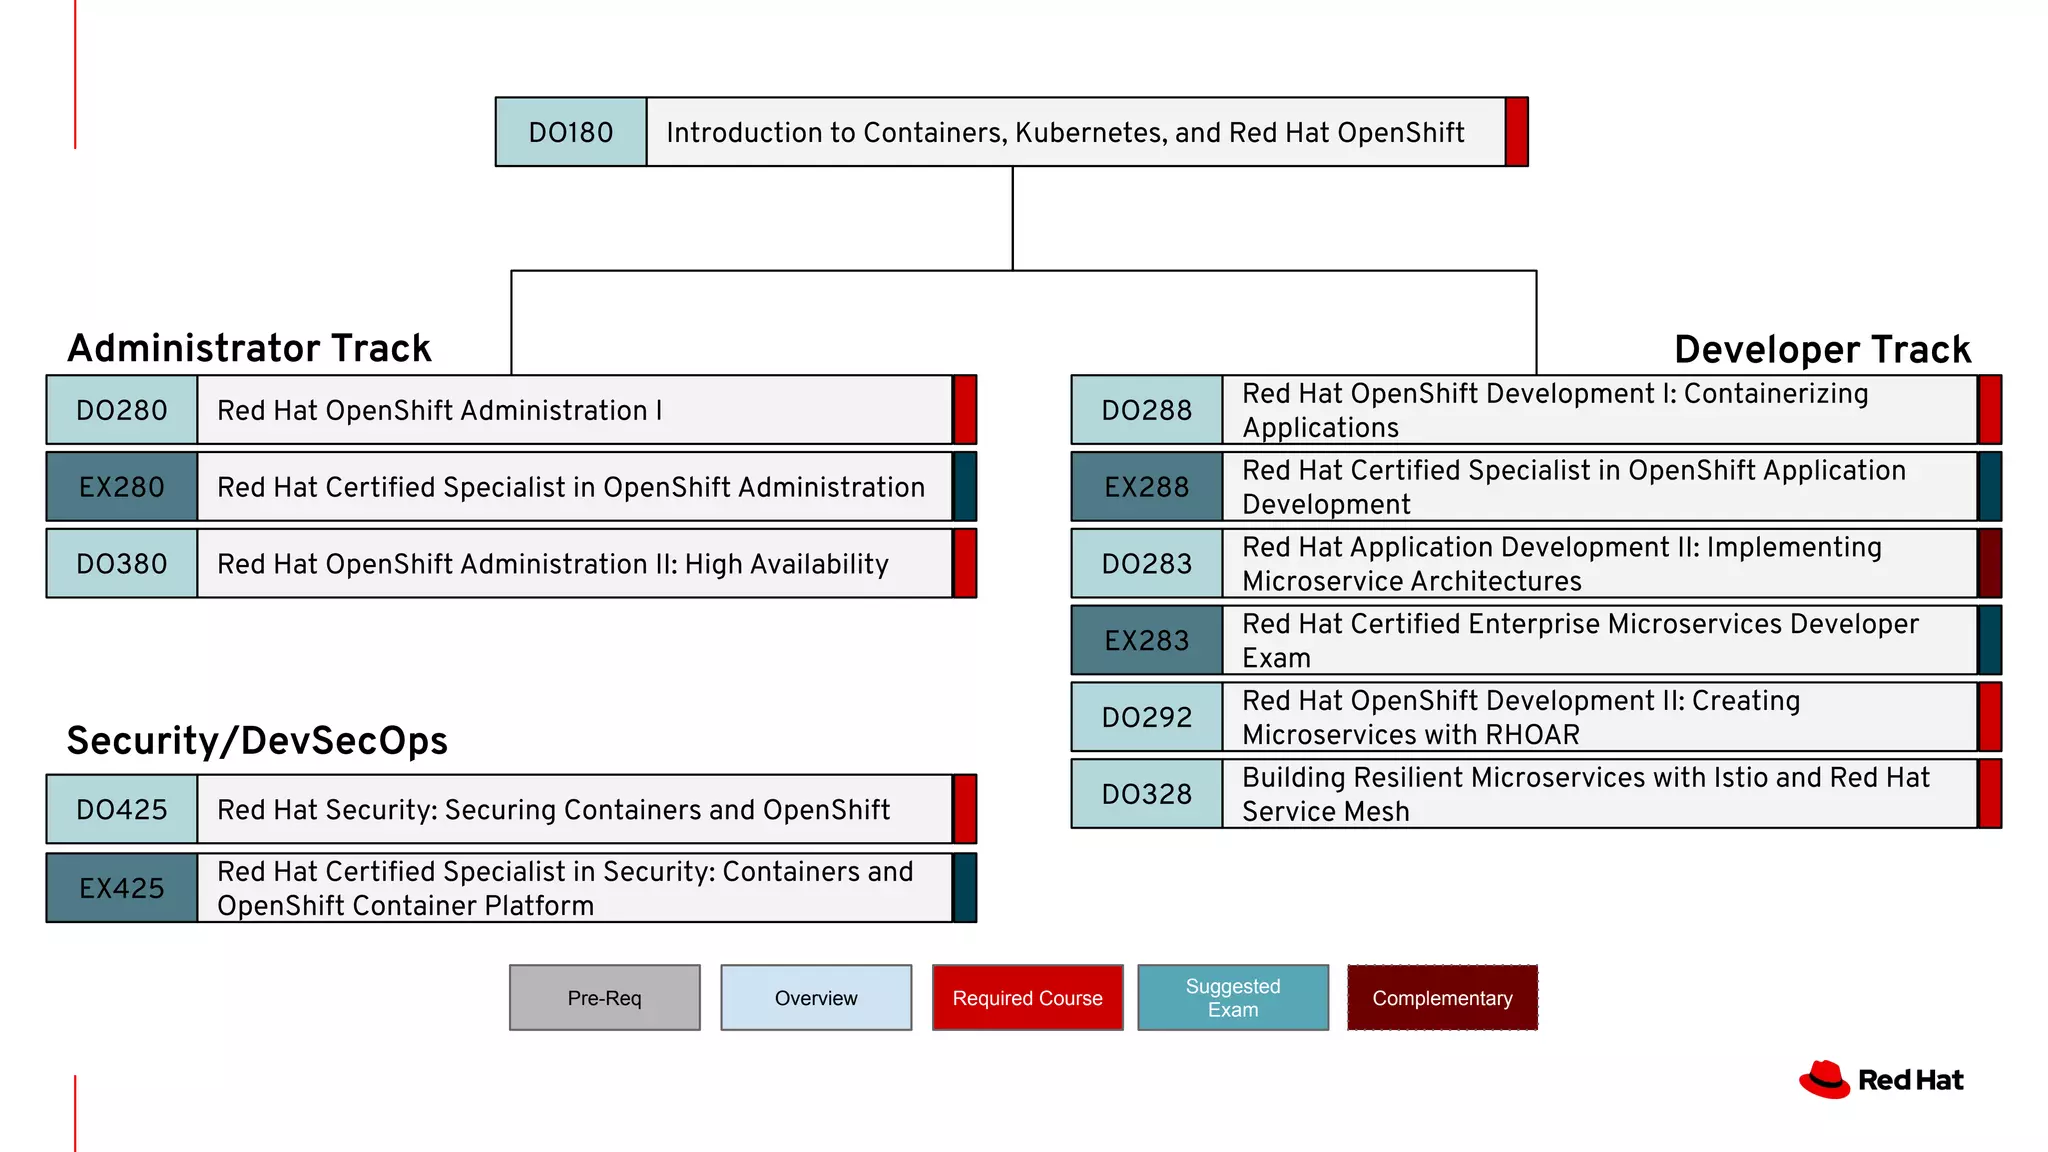 DO180
Introduction to Containers, Kubernetes, and Red Hat OpenShift
Administrator Track
DO280
Red Hat OpenShift Administration I
EX280
Red Hat Certified Specialist in OpenShift Administration
DO380
Red Hat OpenShift Administration II: High Availability
Security/DevSecOps
DO425
Red Hat Security: Securing Containers and OpenShift
EX425
Red Hat Certified Specialist in Security: Containers and
OpenShift Container Platform
Developer Track
DO288
Red Hat OpenShift Development I: Containerizing
Applications
EX288
Red Hat Certified Specialist in OpenShift Application
Development
DO283
Red Hat Application Development II: Implementing
Microservice Architectures
EX283
Red Hat Certified Enterprise Microservices Developer
Exam
DO292
Red Hat OpenShift Development II: Creating
Microservices with RHOAR
DO328
Building Resilient Microservices with Istio and Red Hat
Service Mesh
Pre-Req
Overview
Required Course
Suggested
Exam
Complementary
Red Hat